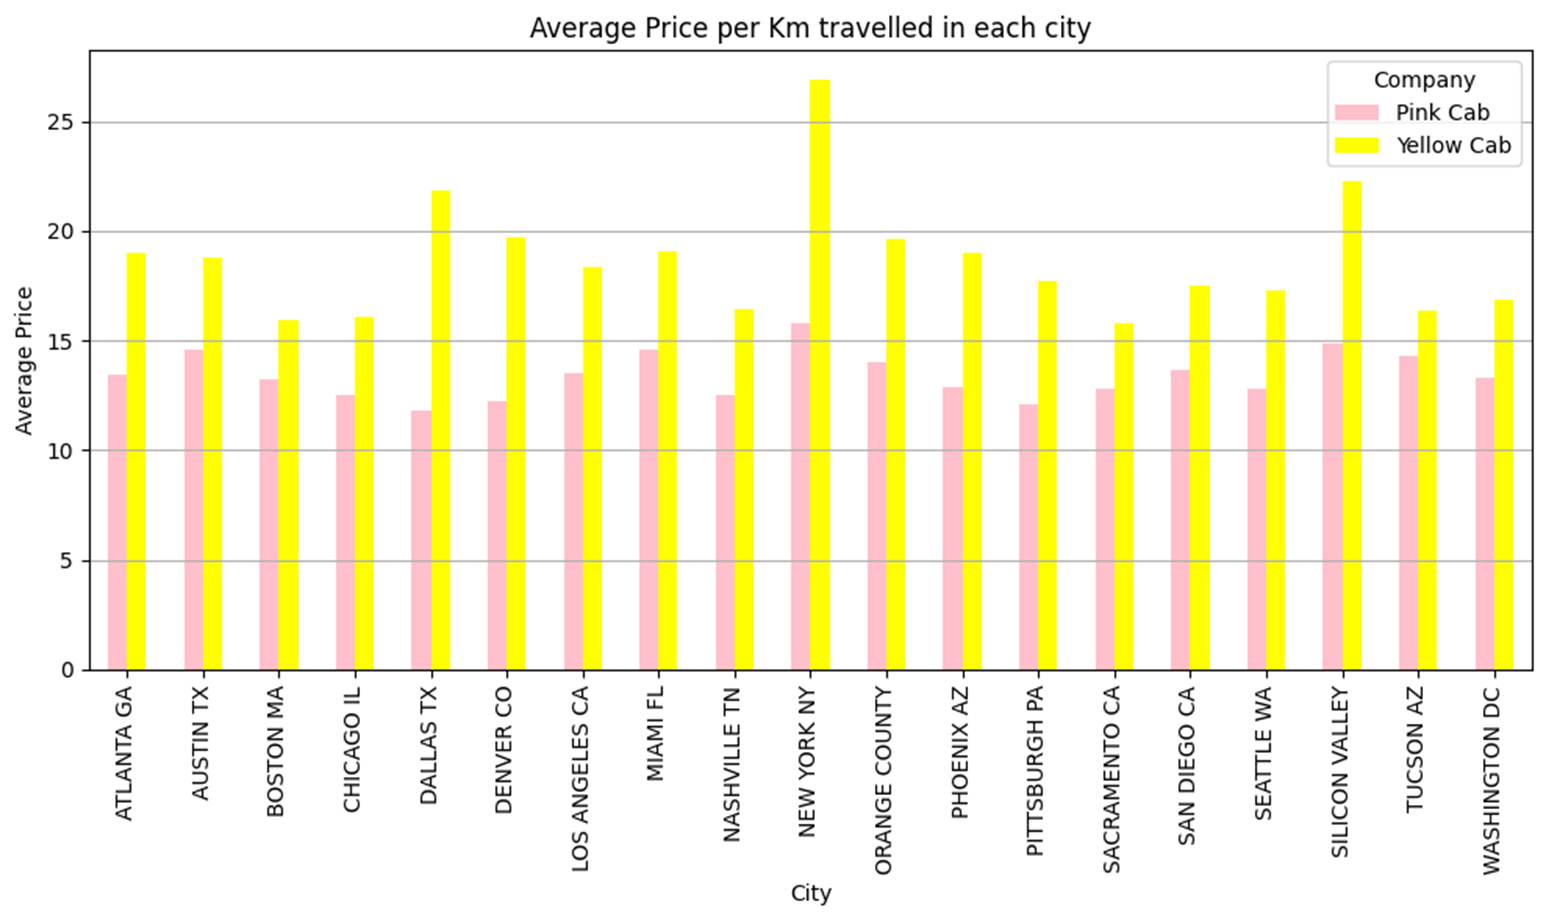 Average Price per Km travelled in each city
Company
Pink Cab
Yellow Cab
Average Price
25
20
15
10
5
0
ATLANTA GA
AUSTIN TX
BOSTON MA
CHICAGO IL
DALLAS TX
DENVER CO
LOS ANGELES CA
MIAMI FL
NASHVILLE TN
NEW YORK NY
ORANGE COUNTY
PHOENIX AZ
PITTSBURGH PA
SACRAMENTO CA
SAN DIEGO CA
SEATTLE WA
SILICON VALLEY
TUCSON AZ
WASHINGTON DC
City